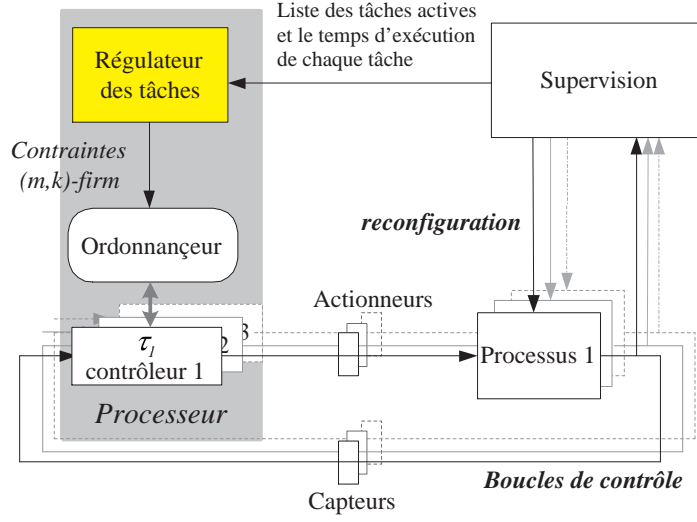 Liste des tâches actives
et le temps d'exécution
de chaque tâche
Régulateur
des tâches
Supervision
Contraintes
(m,k)-firm
reconfiguration
Ordonnançeur
Actionneurs
3
2
τ1
contrôleur 1
Processus 1
Processeur
Boucles de contrôle
Capteurs